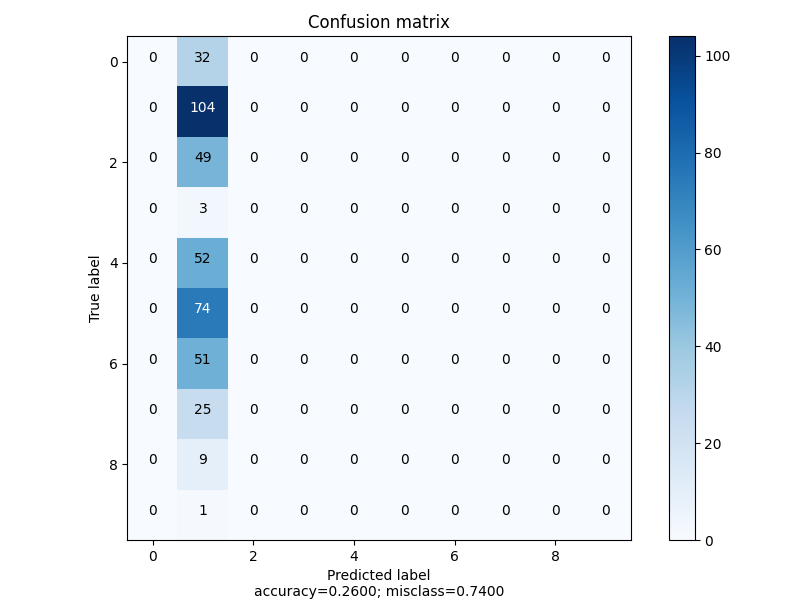 Confusion matrix
0 0 32 0 0 0 0 0 0 0 0
0 104 0 0 0 0 0 0 0 0
2 0 49 0 0 0 0 0 0 0 0
0 3 0 0 0 0 0 0 0 0
4 0 52 0 0 0 0 0 0 0 0
0 74 0 0 0 0 0 0 0 0
6 0 51 0 0 0 0 0 0 0 0
0 25 0 0 0 0 0 0 0 0
8 0 9 0 0 0 0 0 0 0 0
0 1 0 0 0 0 0 0 0 0
True label
0 2 4 6 8
Predicted label
accuracy=0.2600; misclass=0.7400
100
80
60
40
20
0